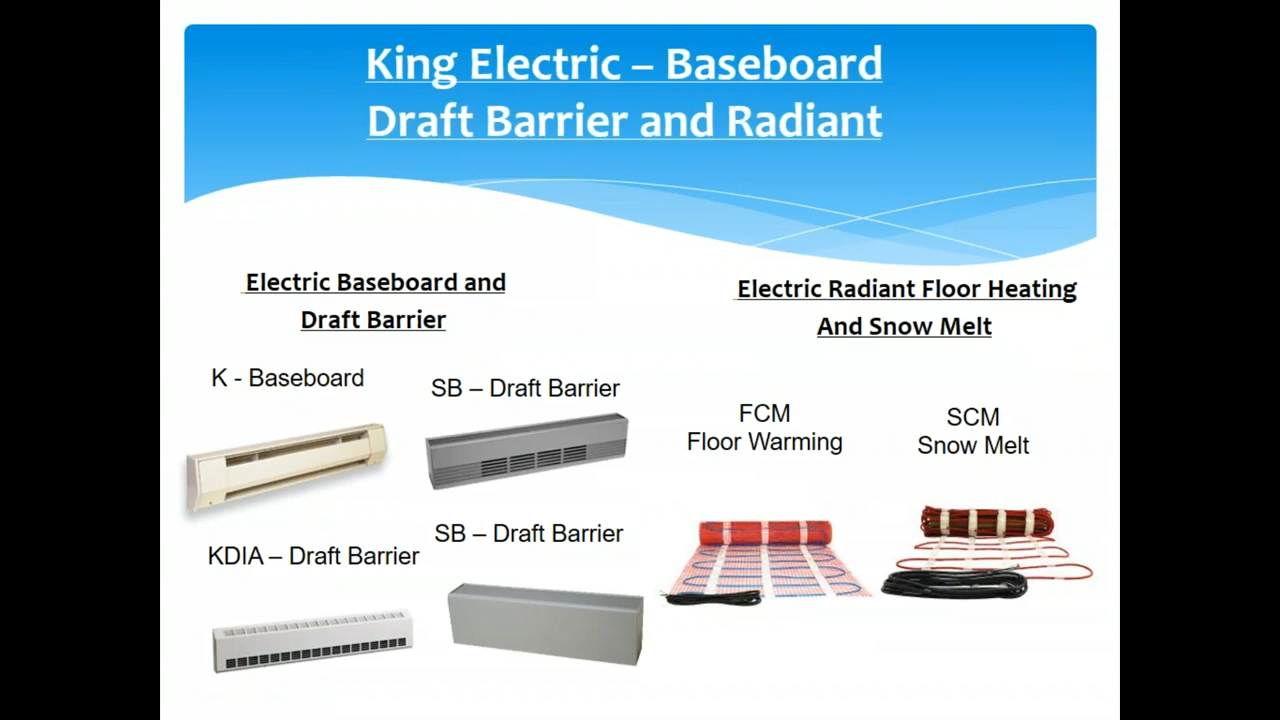 King Electric – Baseboard
Draft Barrier and Radiant
Electric Baseboard and
Draft Barrier
K - Baseboard
SB – Draft Barrier
KDIA – Draft Barrier
SB – Draft Barrier
Electric Radiant Floor Heating
And Snow Melt
FCM
Floor Warming
SCM
Snow Melt